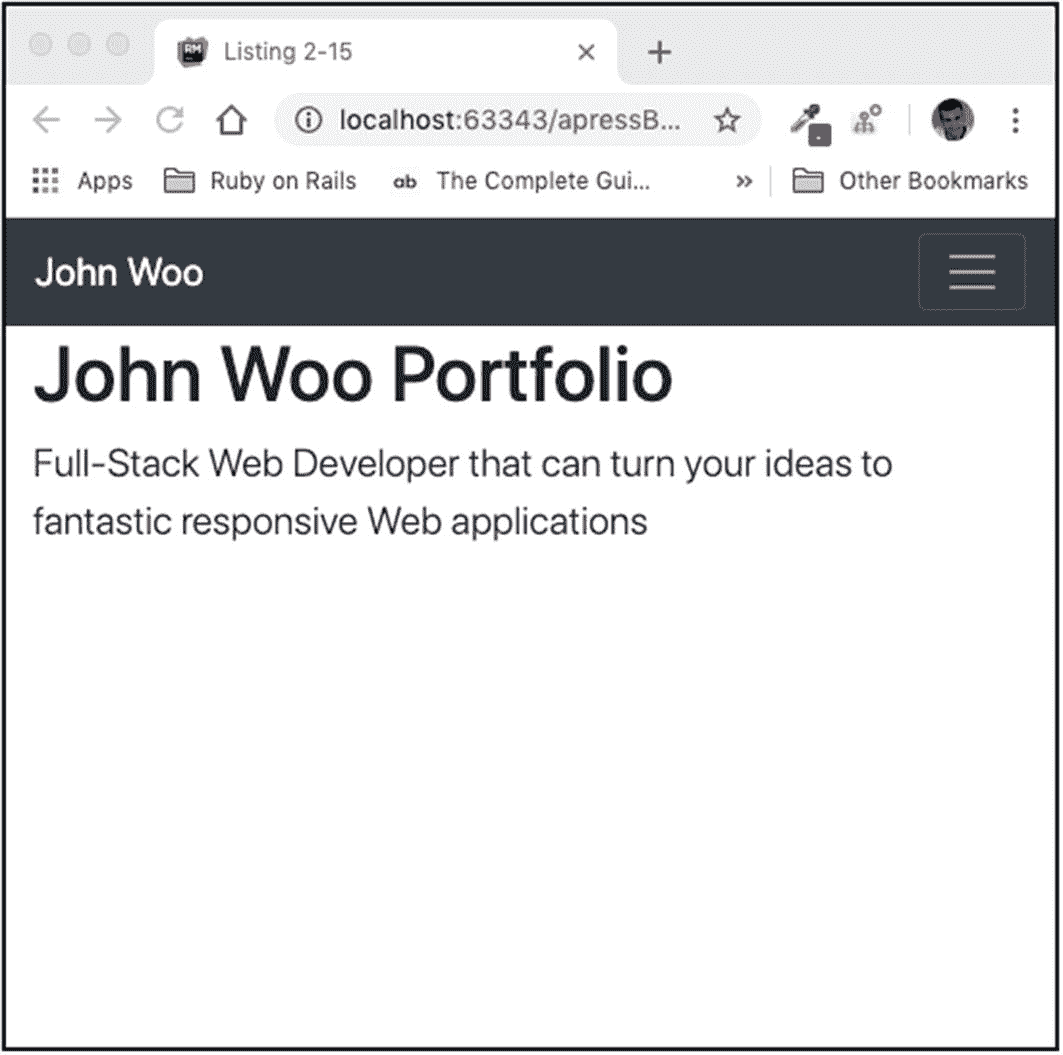 Listing 2-15
localhost:63343/apressB...
Apps Ruby on Rails ab The Complete Gui... » Other Bookmarks
John Woo
John Woo Portfolio
Full-Stack Web Developer that can turn your ideas to
fantastic responsive Web applications